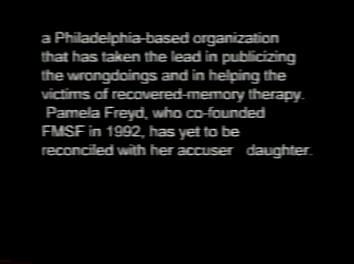 a Philadelphia-based organization
that has taken the lead in publicizing
the wrongdoings and in helping the
victims of recovered-memory therapy.
Pamela Freyd, who co-founded
FMSF in 1992, has yet to be
reconciled with her accuser daughter.